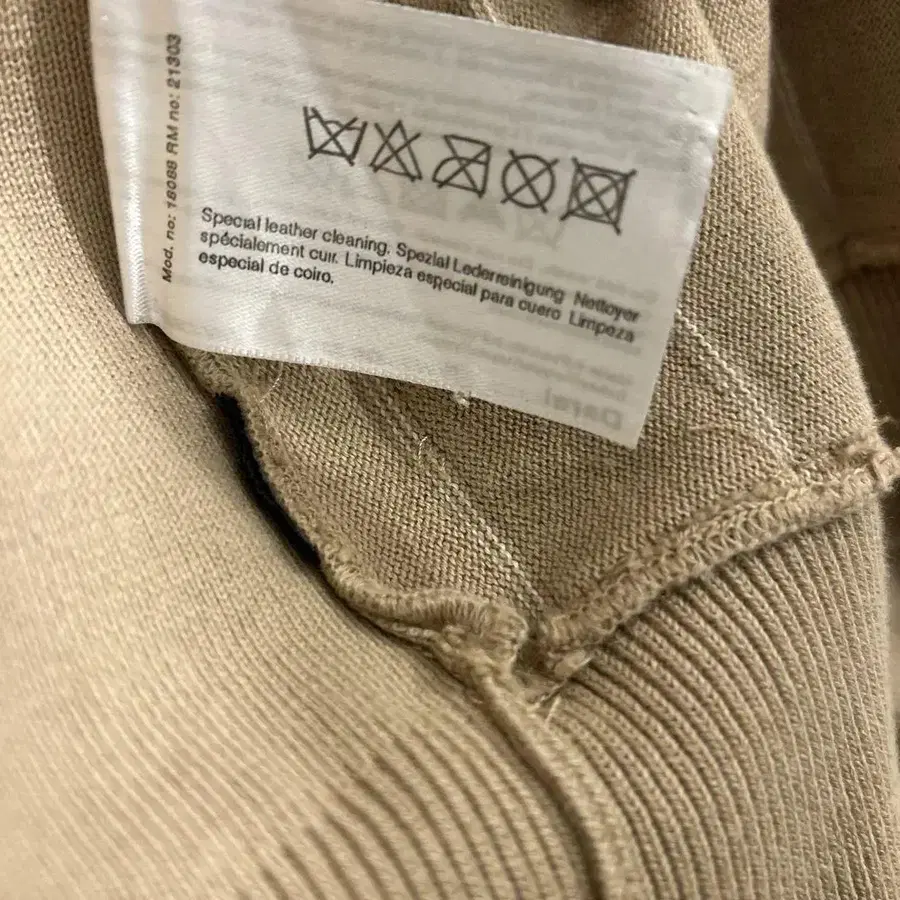 Mod. no: 18088 RM no: 21303
Special leather cleaning. Spezial Lederreinigung Nettoyer
spécialement cuir. Limpieza especial para cuero Limpeza
especial de coiro.